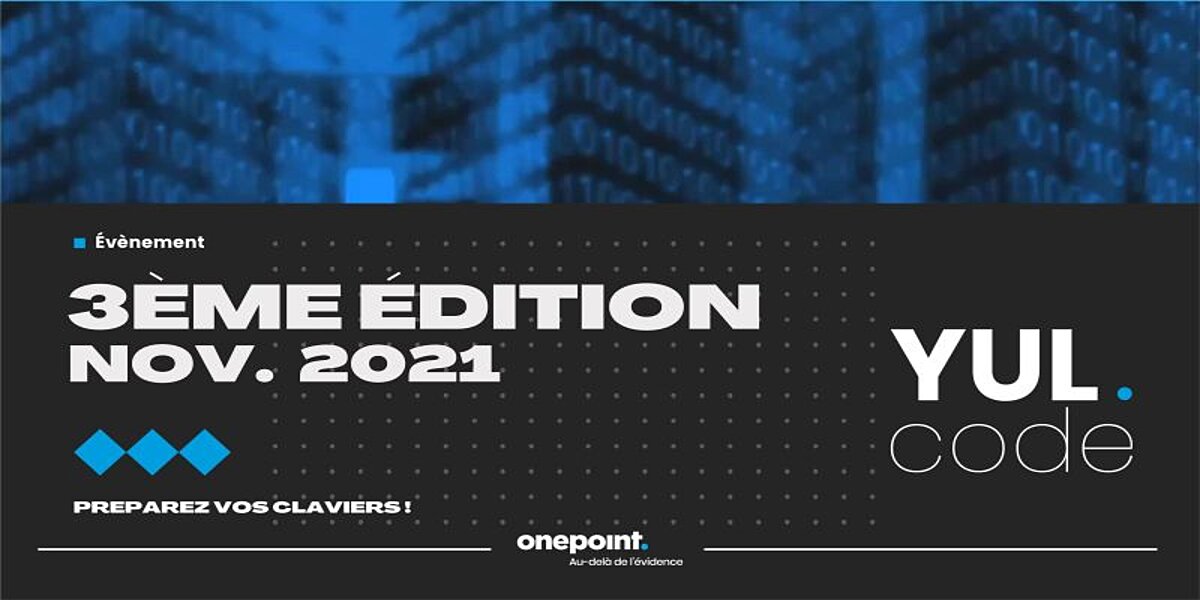 Évènement
3ÈME ÉDITION
NOV. 2021
YUL.
code
PREPAREZ VOS CLAVIERS !
onepoint.
Au-delà de l'évidence